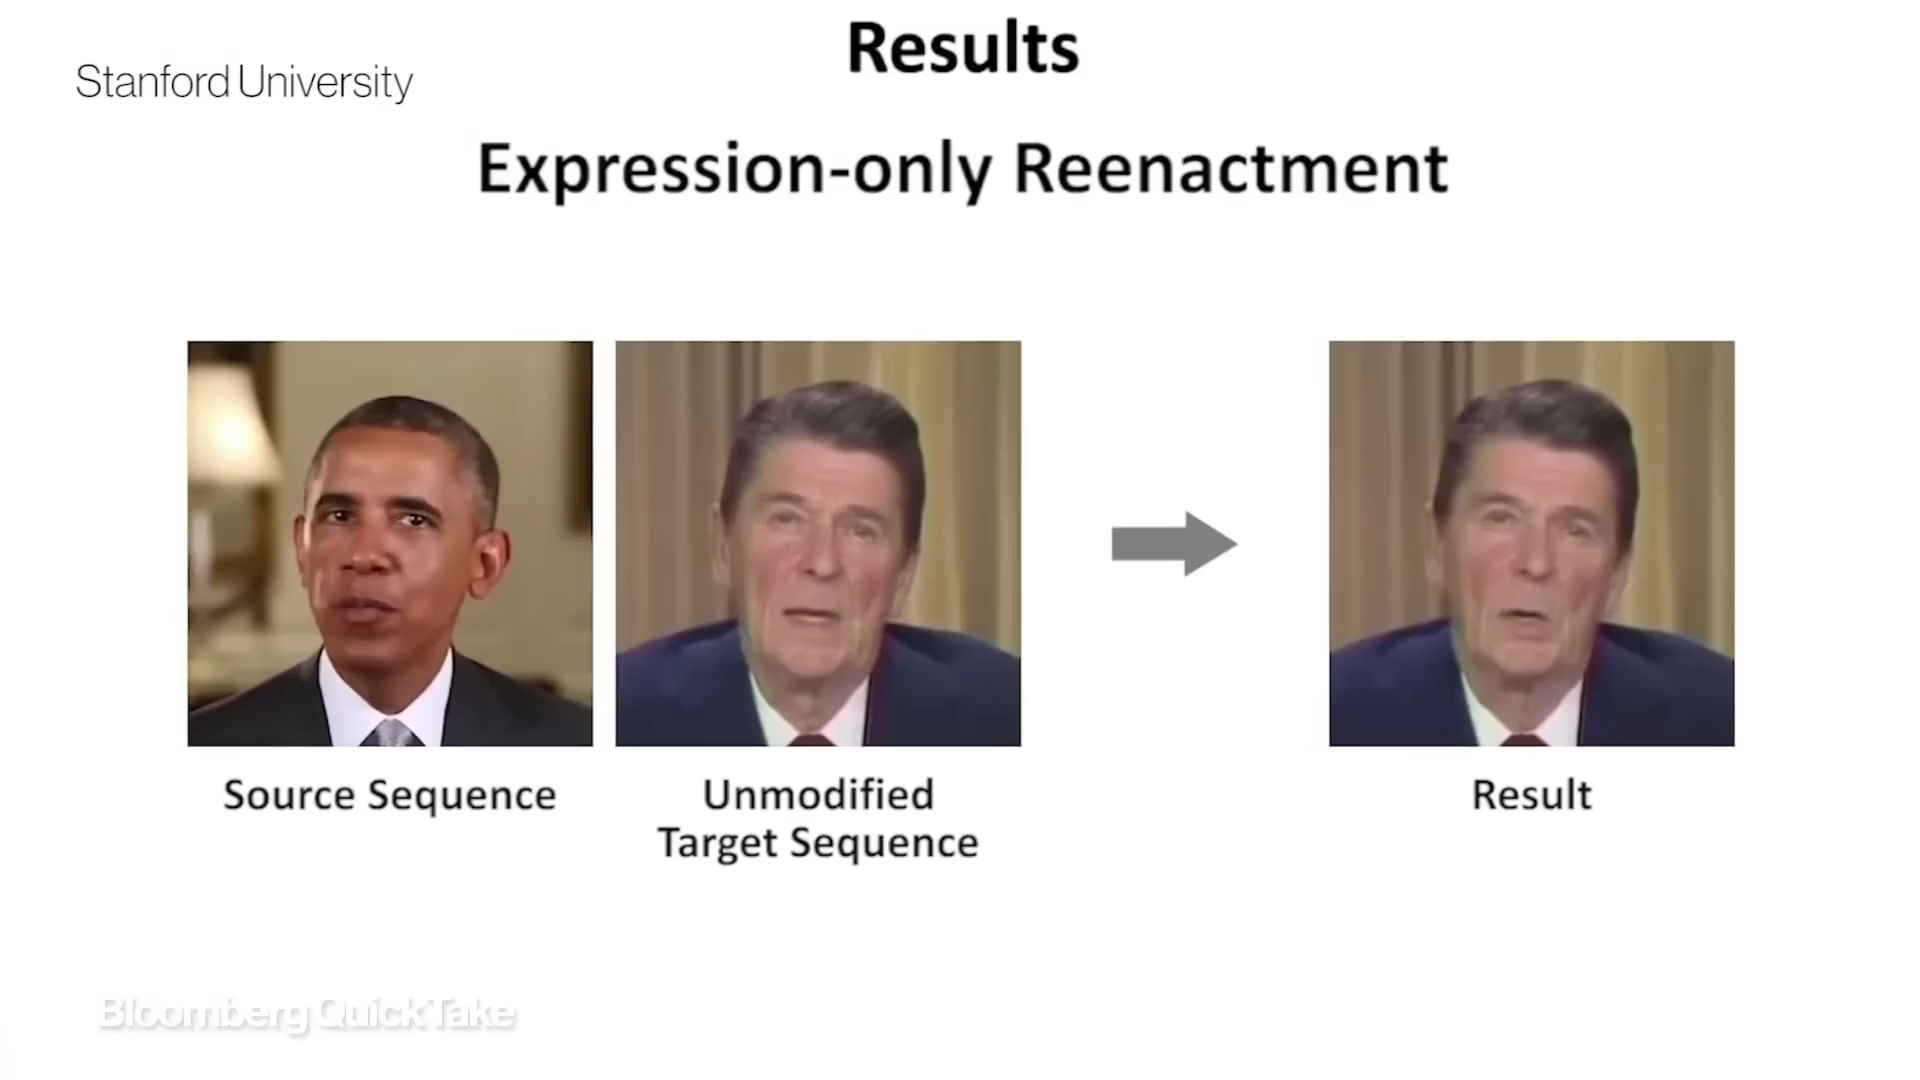 Results
Stanford University
Expression-only Reenactment
Source Sequence
Unmodified
Target Sequence
Result
Bloomberg QuickTake